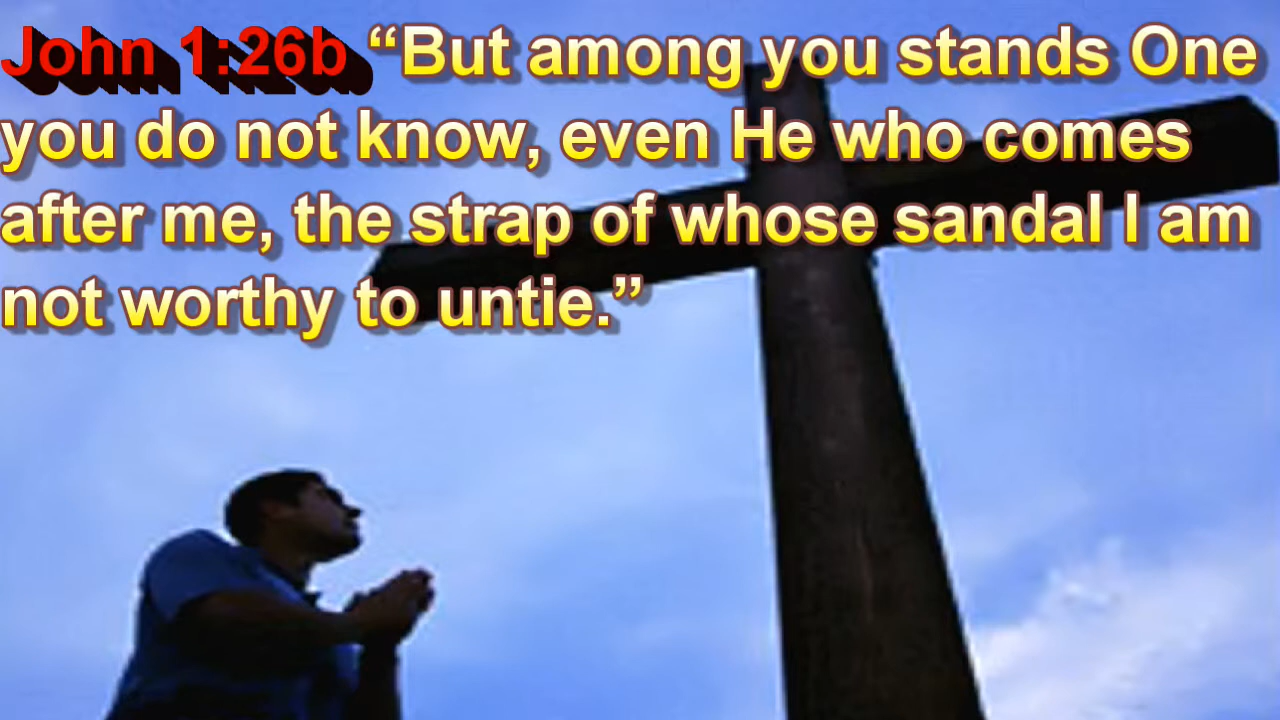 John 1:26b “But among you stands One
you do not know, even He who comes
after me, the strap of whose sandal I am
not worthy to untie.”